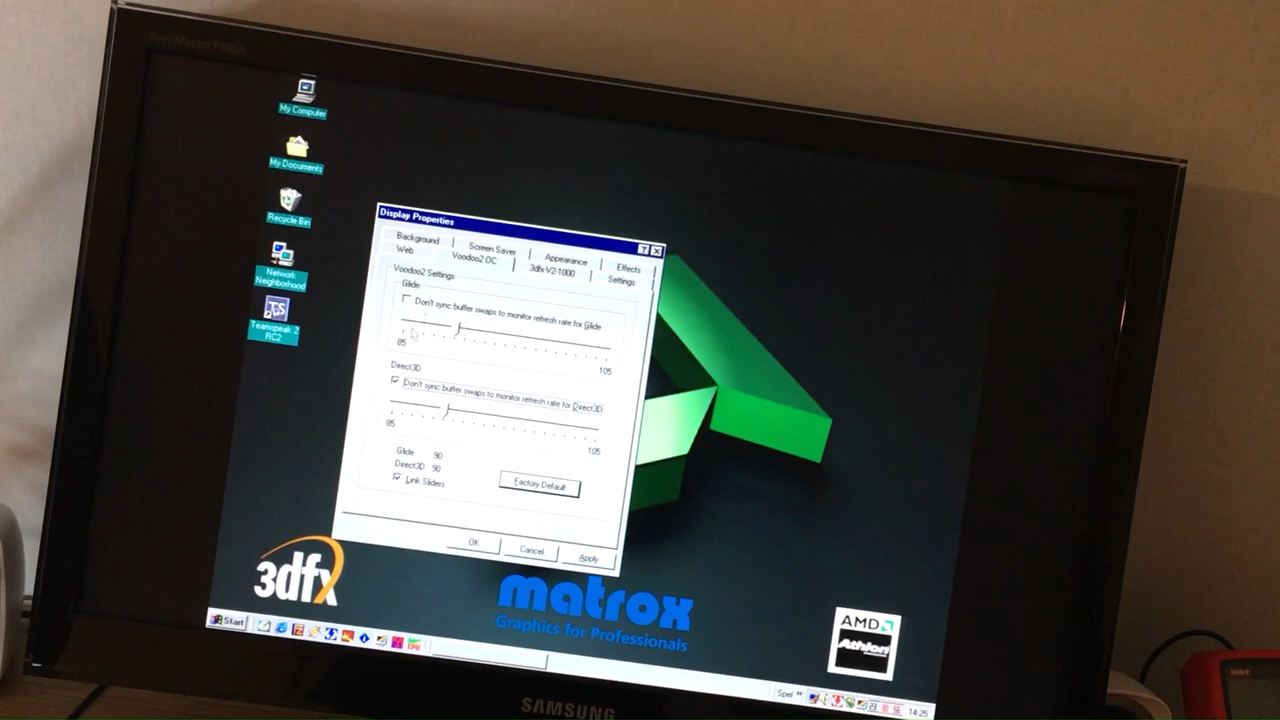 SyncMaster P2450
My Computer
My Documents
Recycle Bin
Network
Neighborhood
Teamspeak 2
RC2
Display Properties
Background
Screen Saver
Appearance
Effects
Web
Voodoo2 OC
3dfx V2-1000
Settings
Voodoo2 Settings
Glide
Don't sync buffer swaps to monitor refresh rate for Glide
85
105
Direct3D
Don't sync buffer swaps to monitor refresh rate for Direct3D
85
105
Glide 90
Direct3D 90
Link Sliders
Factory Default
OK
Cancel
Apply
3dfx
matrox
Graphics for Professionals
AMD
Athlon
Start
Spel
14:25
SAMSUNG